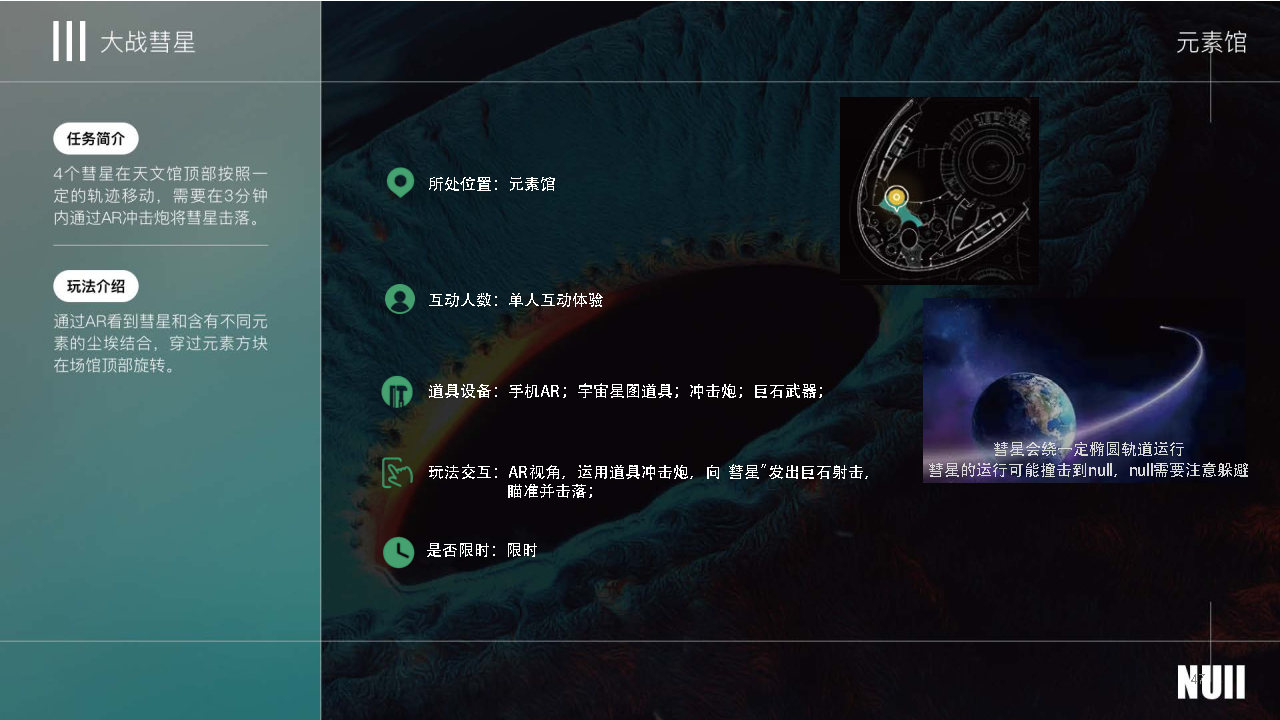 大战彗星
元素馆
任务简介
4个彗星在天文馆顶部按照一
定的轨迹移动，需要在3分钟
内通过AR冲击炮将彗星击落。
玩法介绍
通过AR看到彗星和含有不同元
素的尘埃结合，穿过元素方块
在场馆顶部旋转。
所处位置：元素馆
互动人数：单人互动体验
道具设备：手机AR；宇宙星图道具；冲击炮；巨石武器；
玩法交互：AR视角，运用道具冲击炮，向 彗星”发出巨石射击，
瞄准并击落；
是否限时：限时
彗星会绕一定椭圆轨道运行
彗星的运行可能撞击到null，null需要注意躲避
NUll